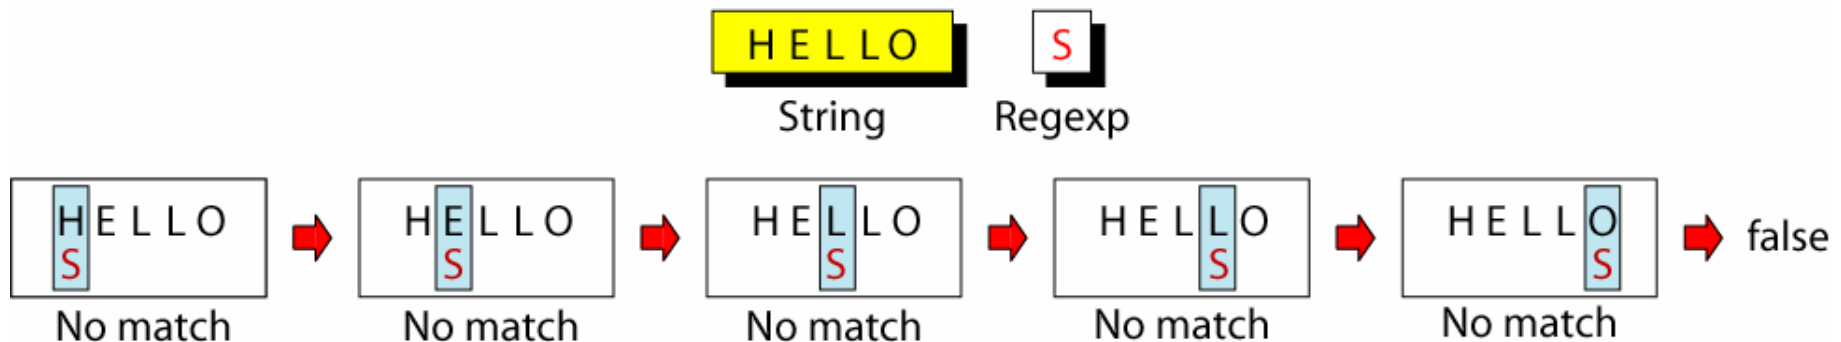 HELLO S
String Regexp
HELLO HELLO HELLO HELLO HELLO false
S S S S S
No match No match No match No match No match